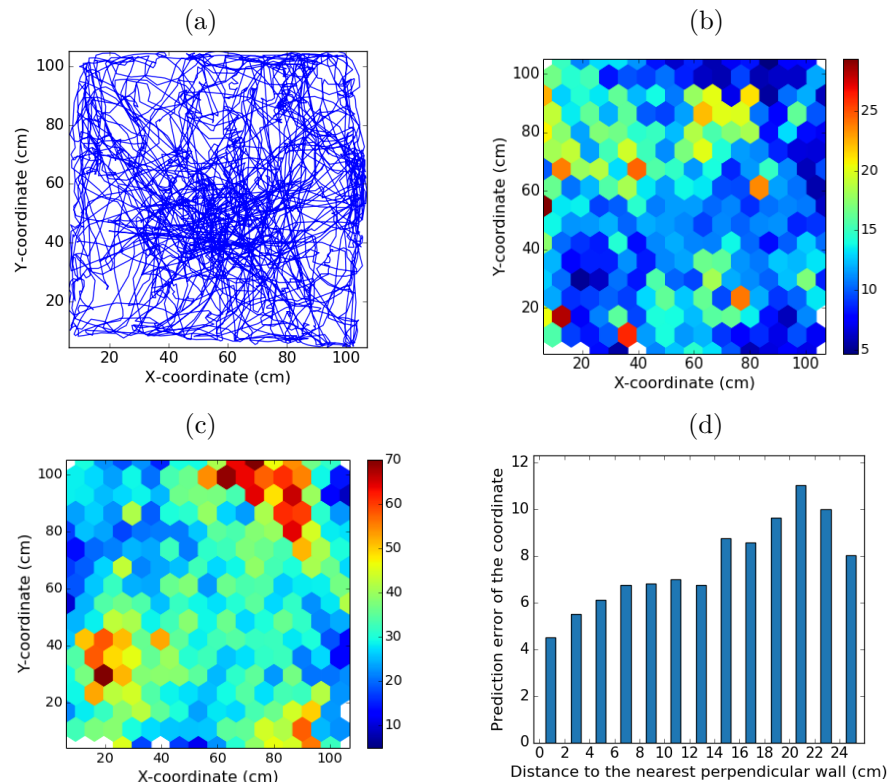 (a)
(b)
100
80
60
40
20
Y-coordinate (cm)
20 40 60 80 100
X-coordinate (cm)
100
80
60
40
20
Y-coordinate (cm)
20 40 60 80 100
X-coordinate (cm)
25
20
15
10
5
(c)
(d)
100
80
60
40
20
Y-coordinate (cm)
20 40 60 80 100
X-coordinate (cm)
70
60
50
40
30
20
10
12
10
8
6
4
2
0
Prediction error of the coordinate
0 2 4 6 8 10 12 14 16 18 20 22 24
Distance to the nearest perpendicular wall (cm)